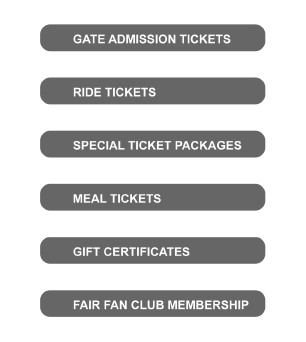 GATE ADMISSION TICKETS
RIDE TICKETS
SPECIAL TICKET PACKAGES
MEAL TICKETS
GIFT CERTIFICATES
FAIR FAN CLUB MEMBERSHIP